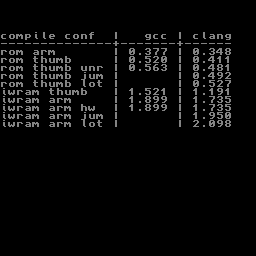 compile conf | gcc | clang
-------------+-------+-------
rom arm | 0.377 | 0.348
rom thumb | 0.520 | 0.411
rom thumb unr | 0.563 | 0.481
rom thumb jum | | 0.492
rom thumb lot | | 0.527
iwram thumb | 1.521 | 1.191
iwram arm | 1.899 | 1.735
iwram arm hw | 1.899 | 1.735
iwram arm jum | | 1.950
iwram arm lot | | 2.098